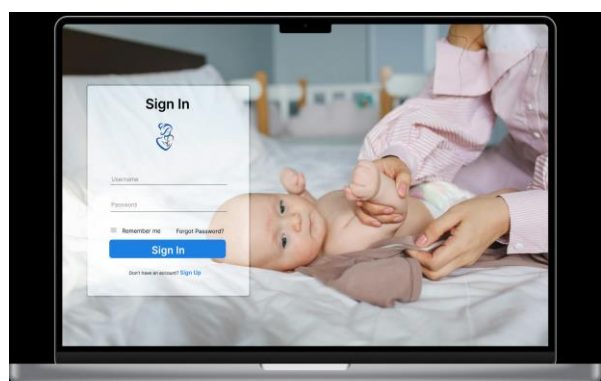 Sign In
Username
Password
Remember me Forgot Password?
Sign In
Don't have an account? Sign Up